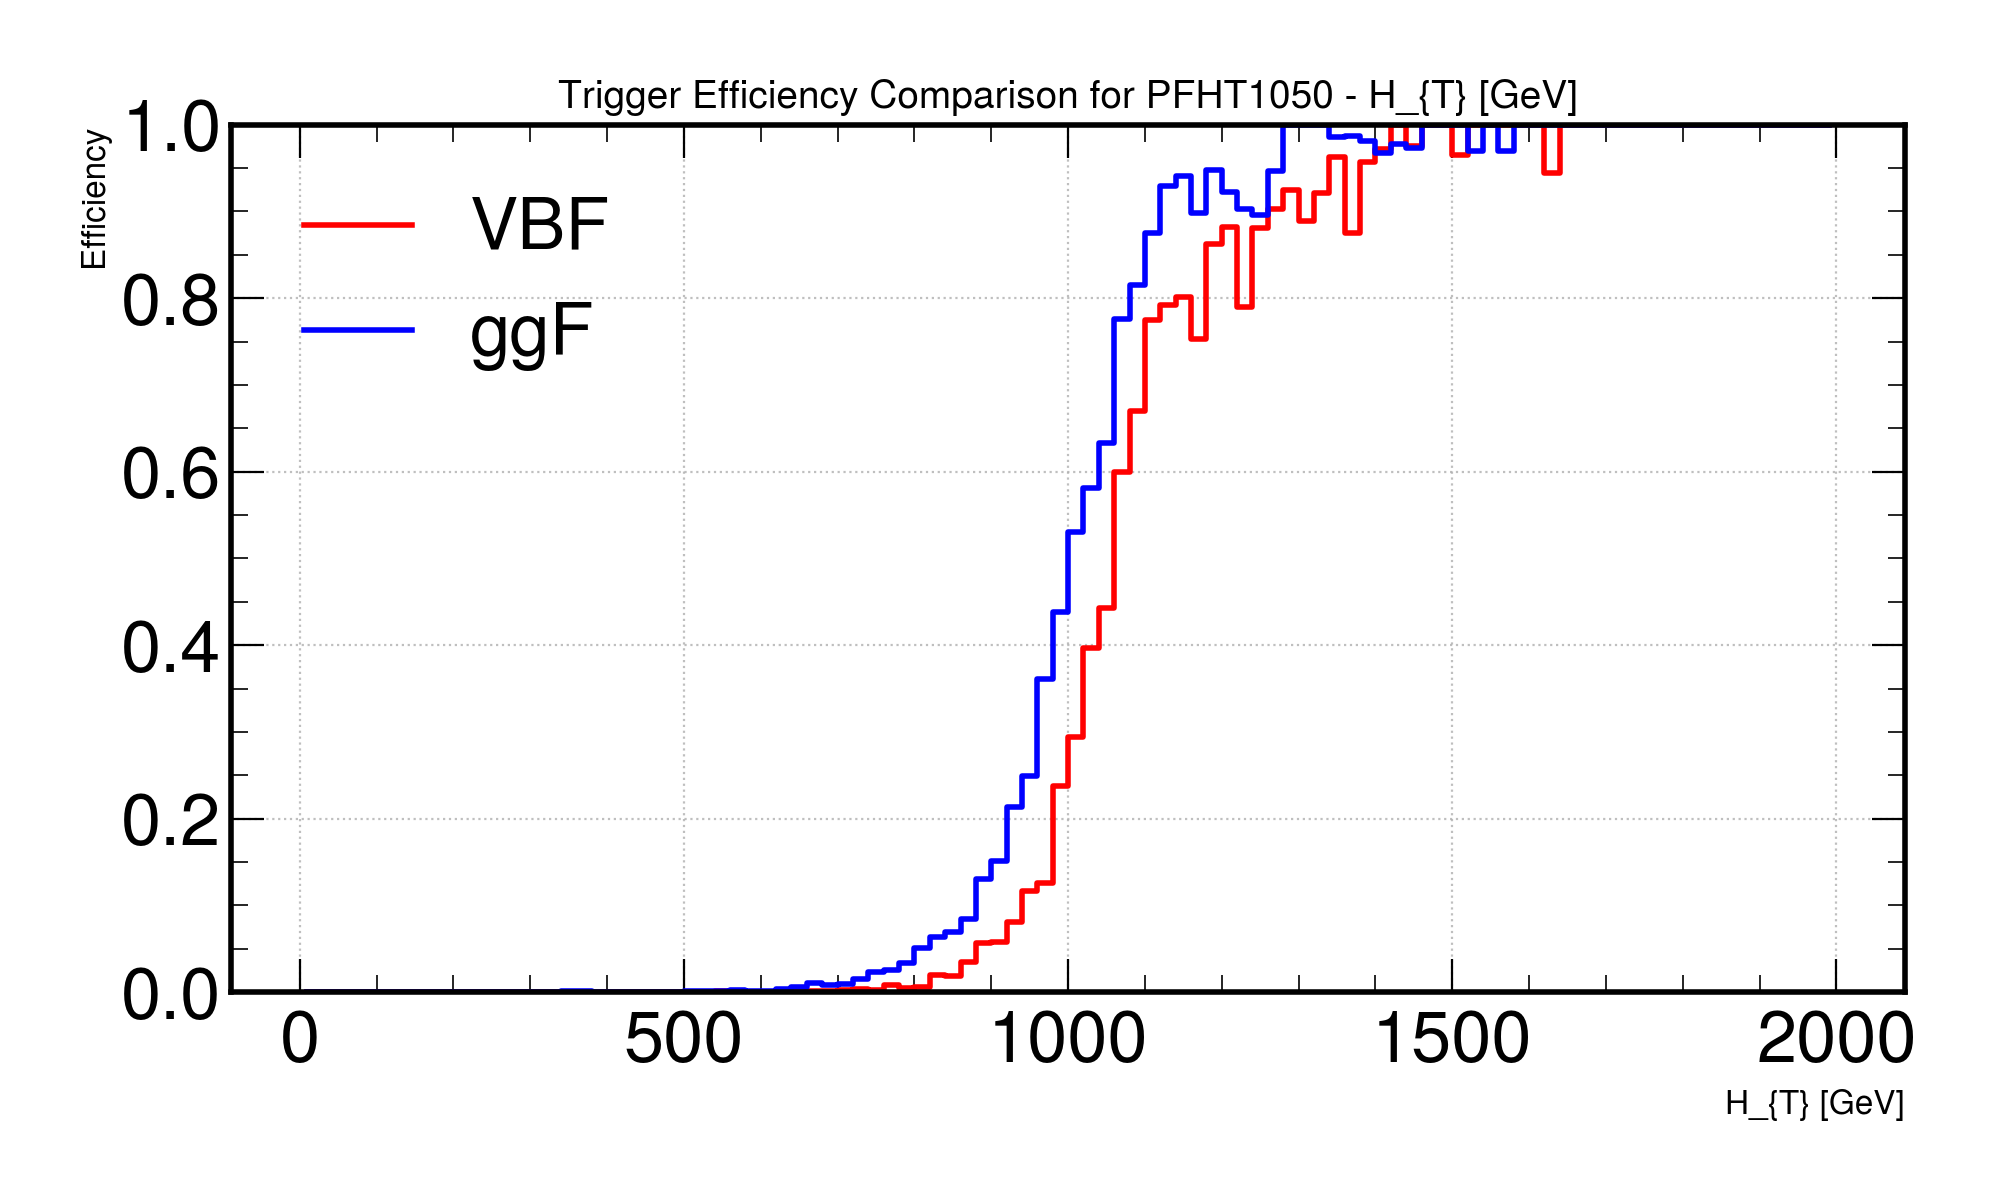 Trigger Efficiency Comparison for PFHT1050 - H_{T} [GeV]
Efficiency
1.0
0.8
0.6
0.4
0.2
0.0
VBF
ggF
0 500 1000 1500 2000
H_{T} [GeV]